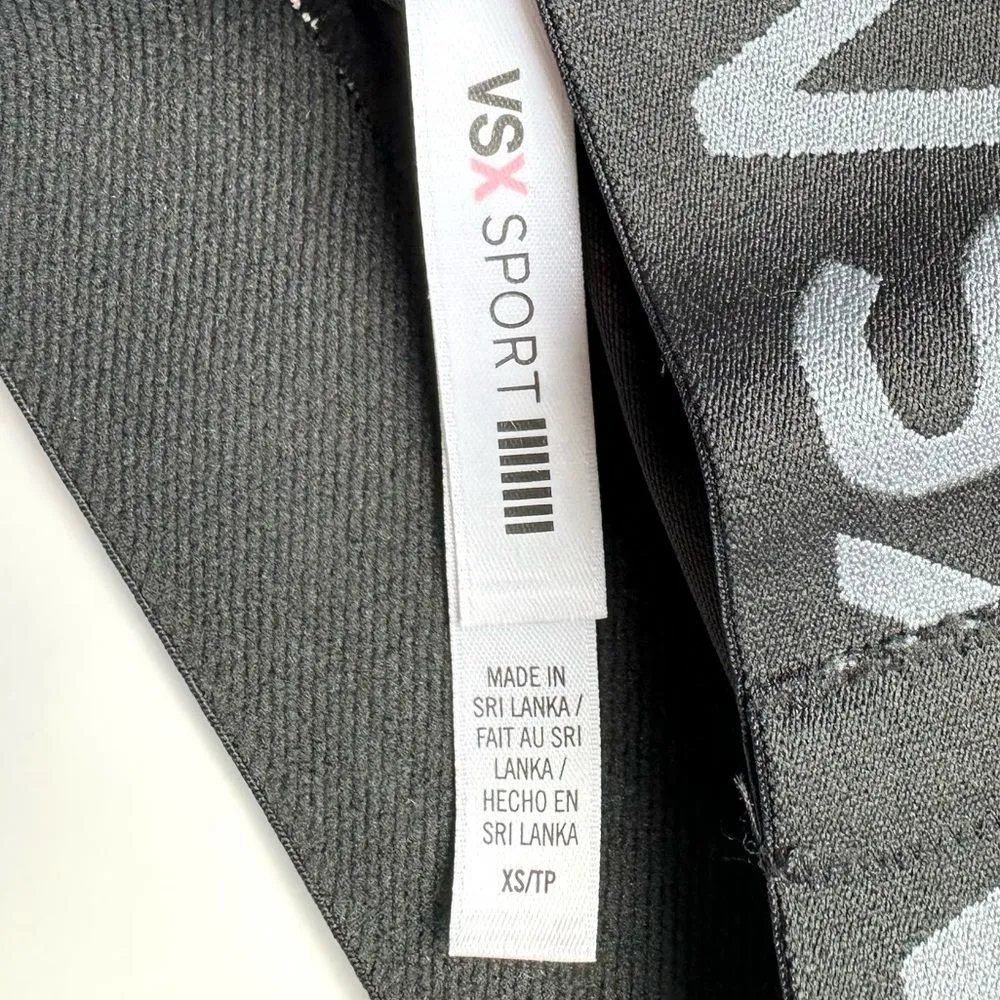 VSX SPORT
MADE IN
SRI LANKA /
FAIT AU SRI
LANKA /
HECHO EN
SRI LANKA
XS/TP